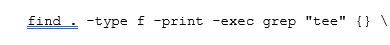 find . –type f –print –exec grep "tee" {} \